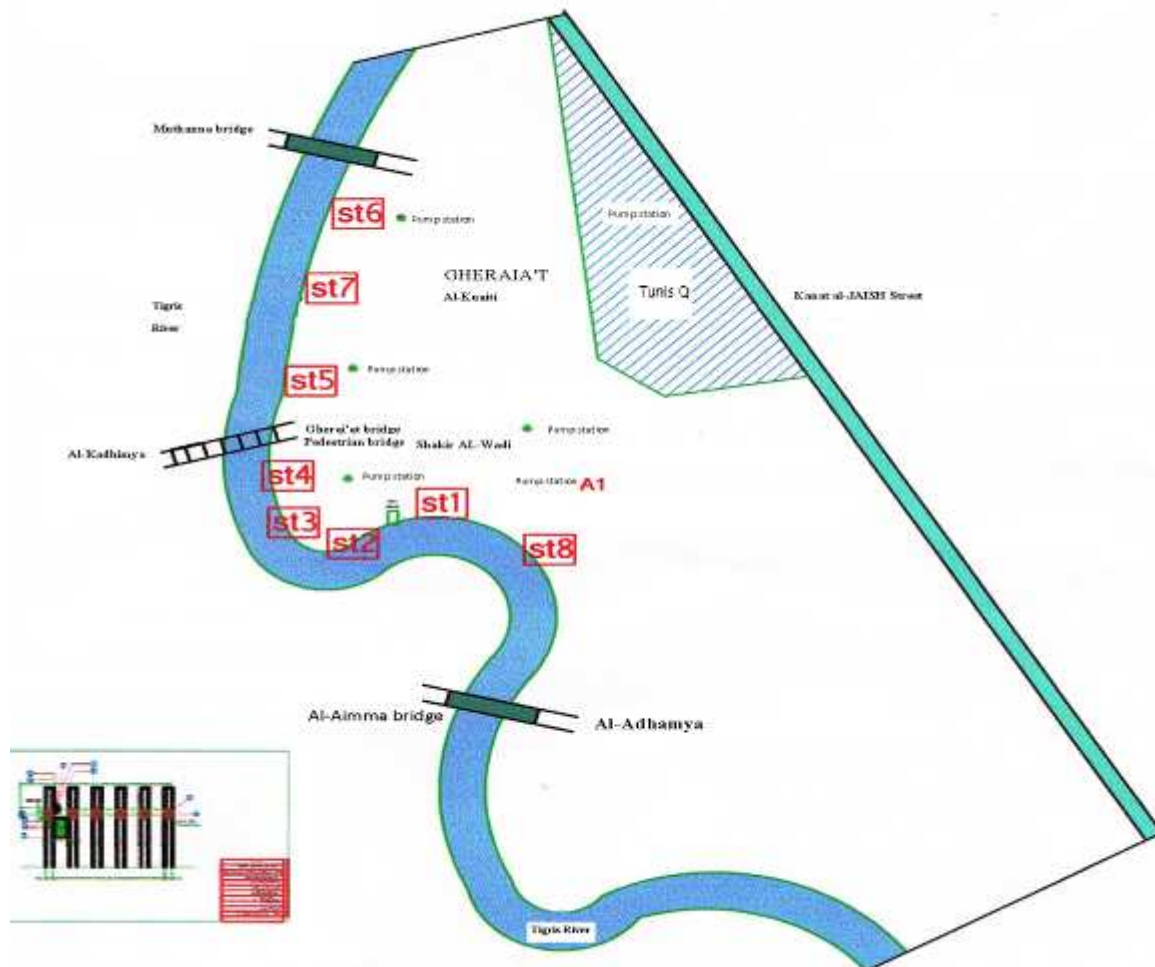 Muthanna bridge
st6
Pump station
Pump station
GHERAIA'T
Al-Kuaiti
st7
Tunis Q
Kanat al-JAISH Street
Tigris
River
st5
Pump station
Gherai'at bridge
Pedestrian bridge
Shakir AL-Wadi
Pump station
Al-Kadhimya
st4
Pump station
Pump station A1
st1
st3
st2
st8
Al-Aimma bridge
Al-Adhamya
Tigris River